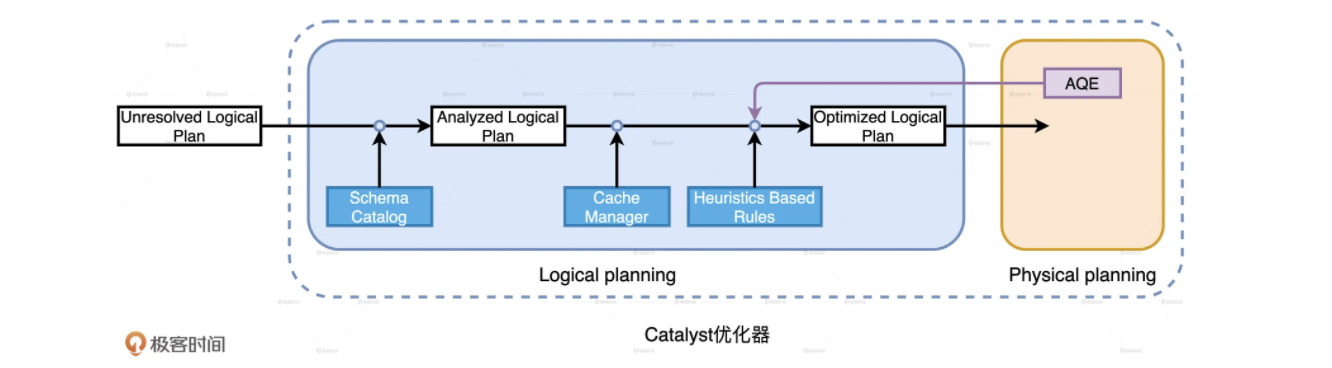 AQE
Unresolved Logical
Plan
Analyzed Logical
Plan
Optimized Logical
Plan
Schema
Catalog
Cache
Manager
Heuristics Based
Rules
Logical planning
Physical planning
Catalyst优化器
极客时间